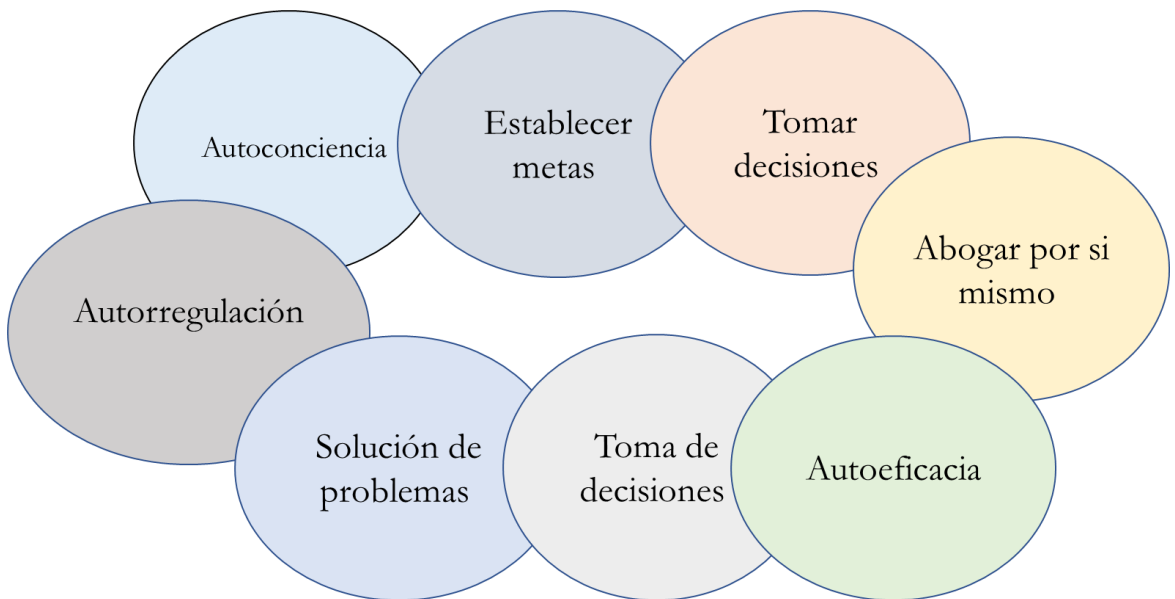 Autoconciencia
Establecer
metas
Tomar
decisiones
Abogar por si
mismo
Autorregulación
Solución de
problemas
Toma de
decisiones
Autoeficacia